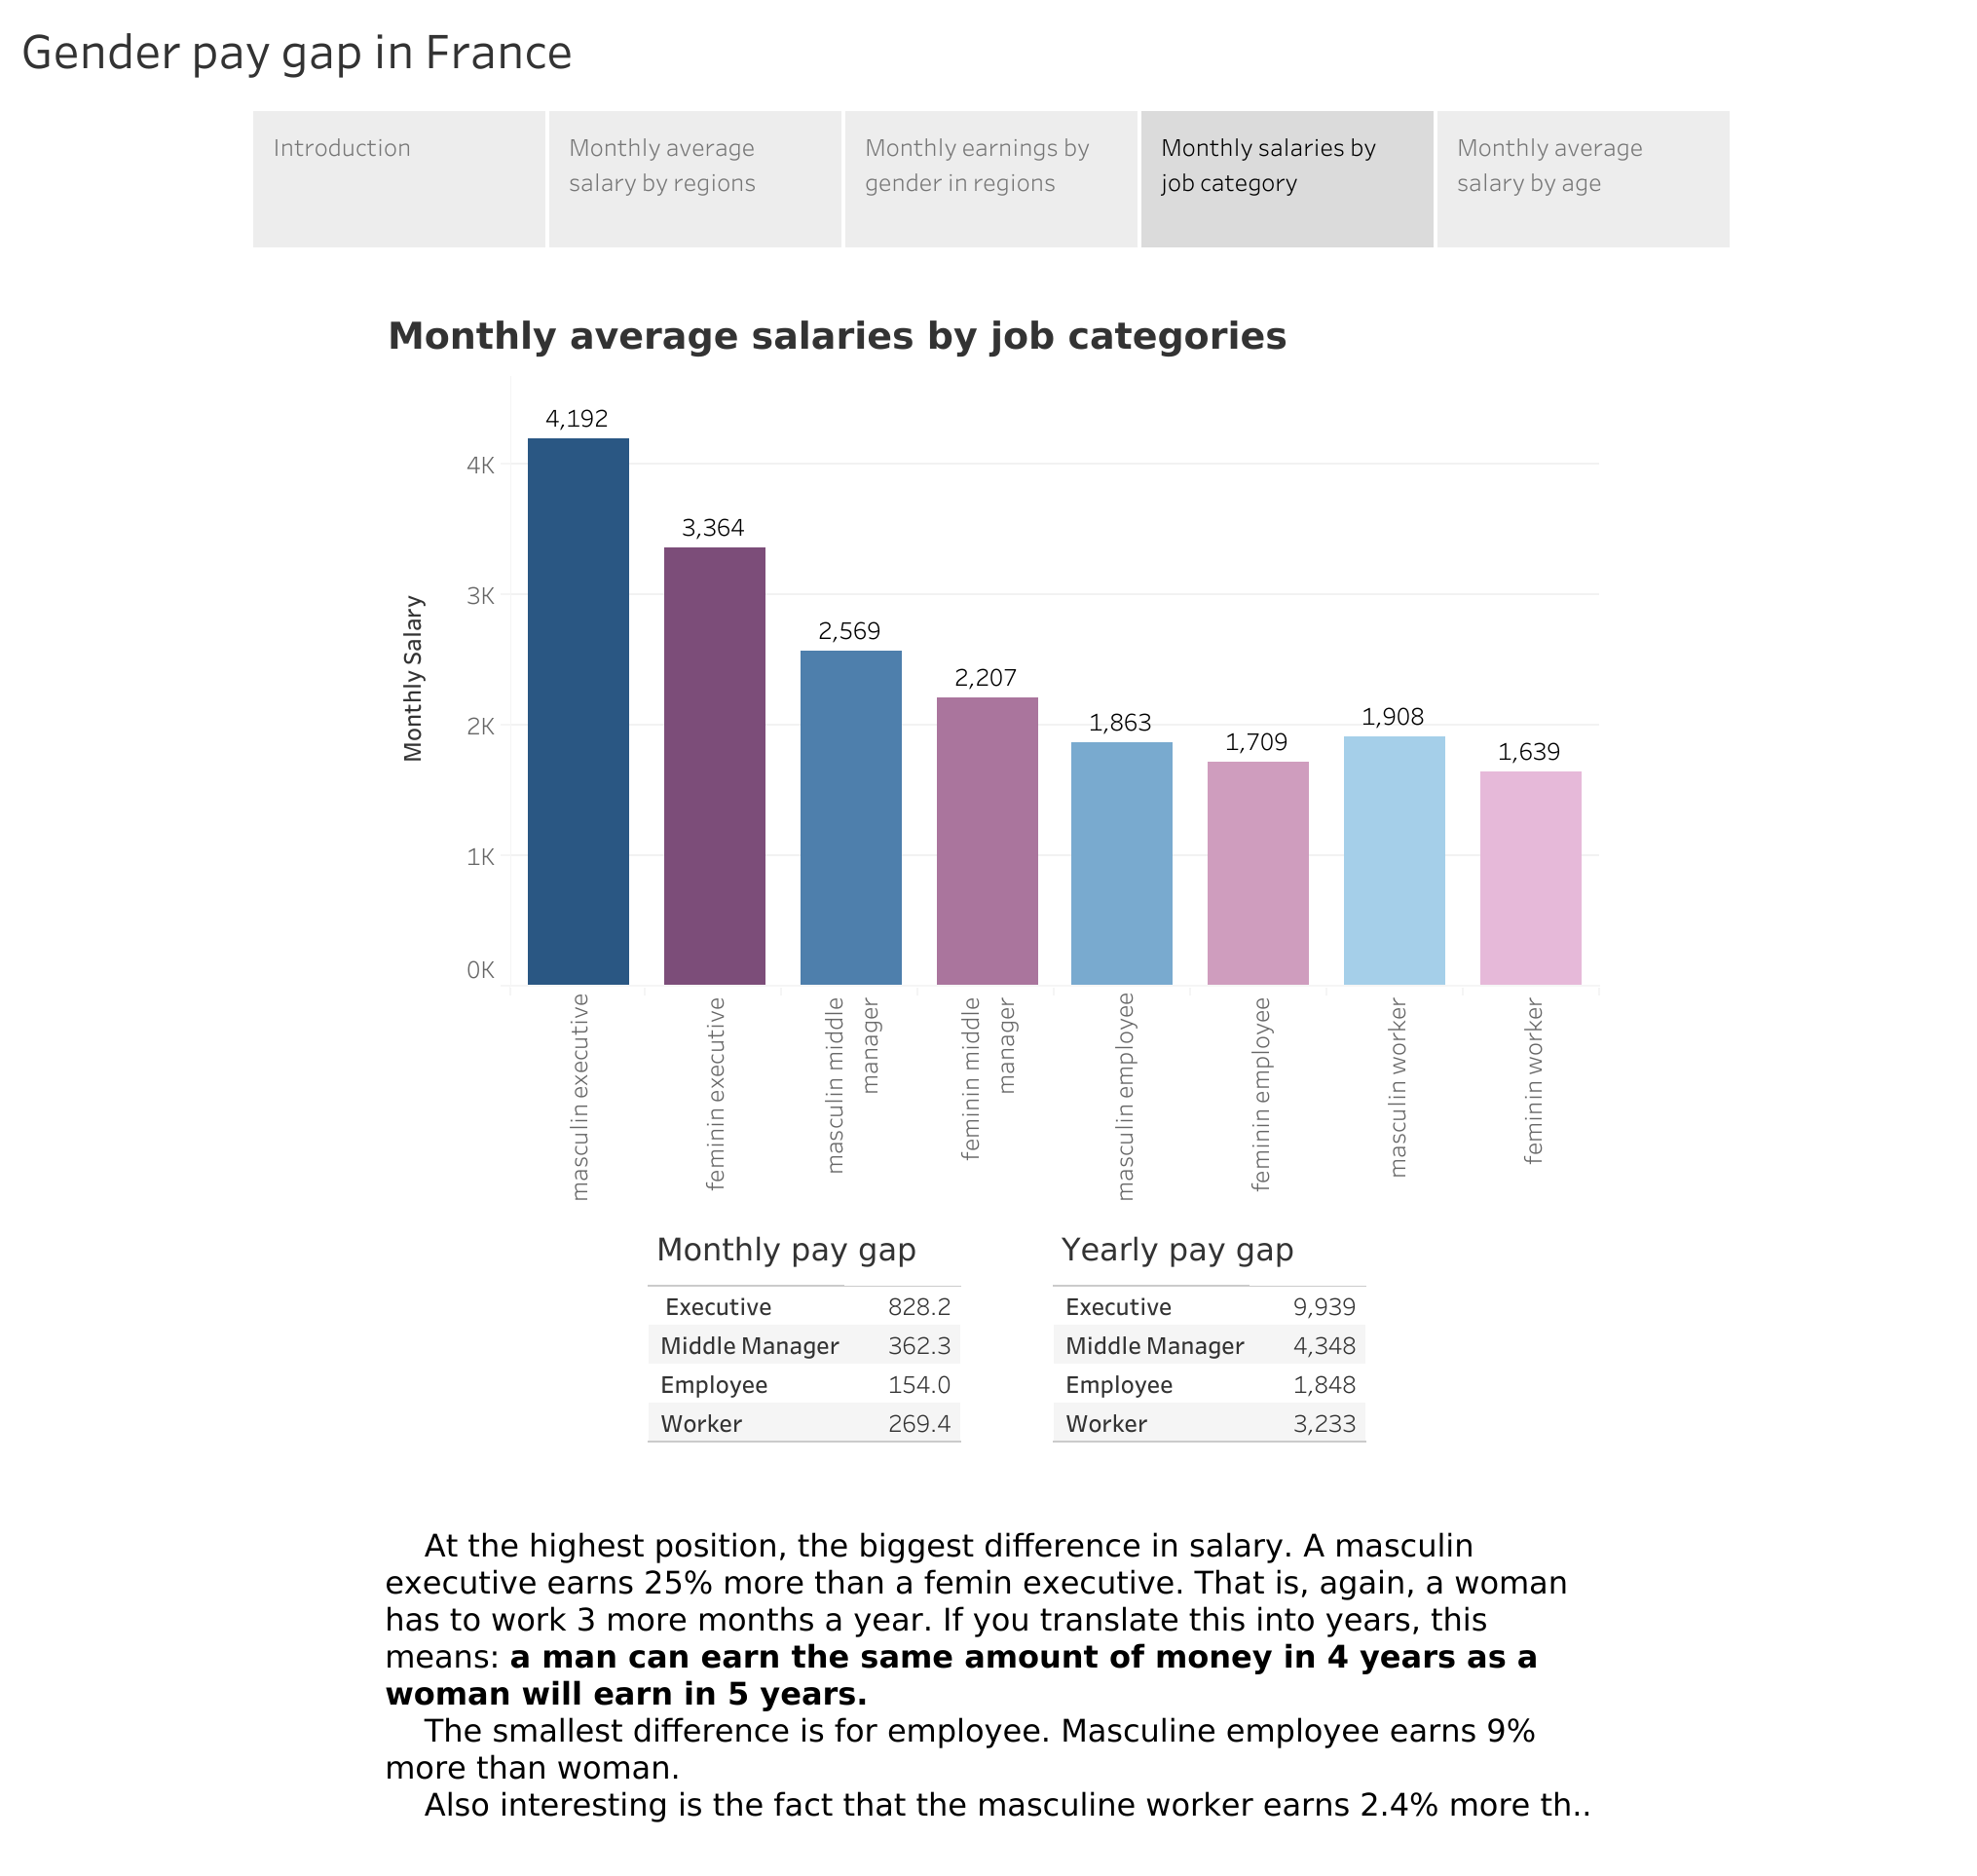 Gender pay gap in France
Introduction
Monthly average
salary by regions
Monthly earnings by
gender in regions
Monthly salaries by
job category
Monthly average
salary by age
Monthly average salaries by job categories
Monthly Salary
4K
3K
2K
1K
0K
4,192
3,364
2,569
2,207
1,863
1,709
1,908
1,639
masculin executive
feminin executive
masculin middle
manager
feminin middle
manager
masculin employee
feminin employee
masculin worker
feminin worker
Monthly pay gap
Executive 828.2
Middle Manager 362.3
Employee 154.0
Worker 269.4
Yearly pay gap
Executive 9,939
Middle Manager 4,348
Employee 1,848
Worker 3,233
At the highest position, the biggest difference in salary. A masculin
executive earns 25% more than a femin executive. That is, again, a woman
has to work 3 more months a year. If you translate this into years, this
means: a man can earn the same amount of money in 4 years as a
woman will earn in 5 years.
The smallest difference is for employee. Masculine employee earns 9%
more than woman.
Also interesting is the fact that the masculine worker earns 2.4% more th..